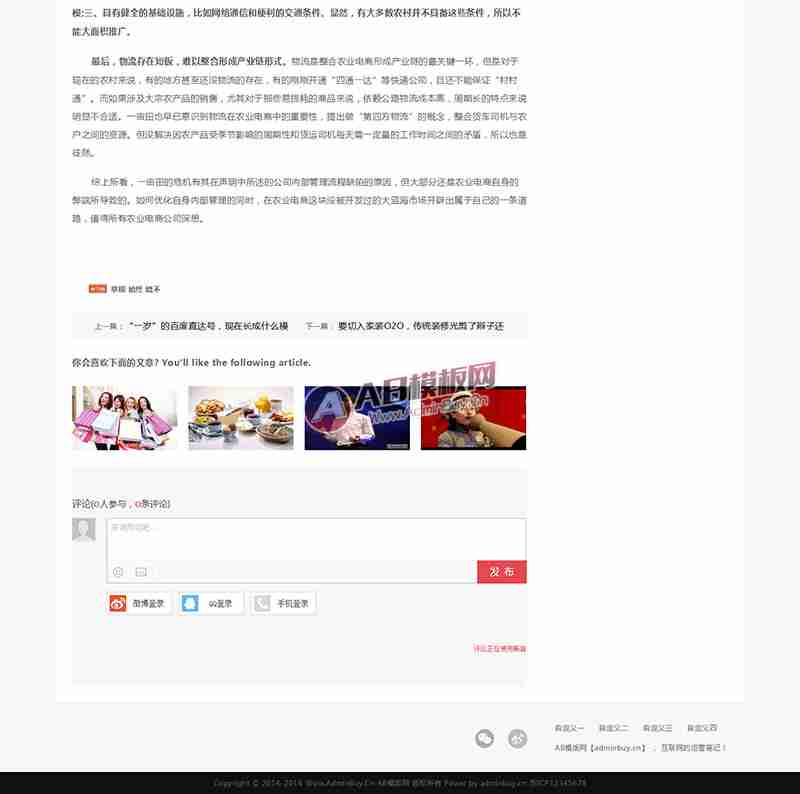 模;三、具有健全的基础设施，比如网络通信和便利的交通条件。显然，有大多数农村并不具备这些条件，所以不
能大面积推广。
最后，物流存在短板，难以整合形成产业链形式。物流是整合农业电商形成产业链的最关键一环，但是对于
现在的农村来说，有的地方甚至还没物流的存在，有的刚刚开通“四通一达”等快递公司，且还不能保证“村村
通”。而如果涉及大宗农产品的销售，尤其对于那些易损耗的商品来说，依赖公路物流成本高，周期长的特点来说
明显不合适。一亩田也早已意识到物流在农业电商中的重要性，提出做“第四方物流”的概念，整合货车司机与农
户之间的资源。但没解决因农产品受季节影响的周期性和货运司机每天需一定量的工作时间之间的矛盾，所以也是
徒然。
综上所看，一亩田的危机有其在声明中所述的公司内部管理流程缺陷的原因，但大部分还是农业电商自身的
弊端所导致的。如何优化自身内部管理的同时，在农业电商这块没被开发过的大蓝海市场开辟出属于自己的一条道
路，值得所有农业电商公司深思。
上一篇：“一岁”的百度直达号，现在长成什么模 下一篇：要切入家装O2O，传统装修光剪了辫子还
你会喜欢下面的文章? You'll like the following article.
AB模板网
Www.AdminBuy.Cn
评论(0人参与，0条评论)
来说两句吧...
发布
微博登录 QQ登录 手机登录
评论正在使用畅言
自定义一 自定义二 自定义三 自定义四
AB模板网【adminbuy.cn】，互联网的运营笔记！
Copyright © 2014-2016 Www.AdminBuy.Cn AB模板网 版权所有 Power by adminbuy.cn 苏ICP12345678